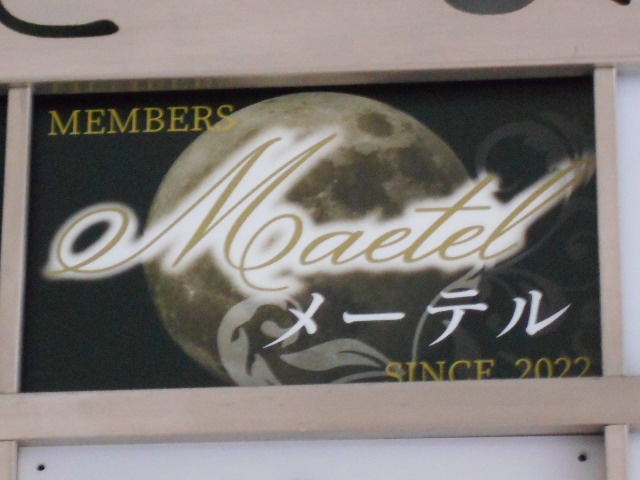 MEMBERS
Maetel
メーテル
SINCE 2022